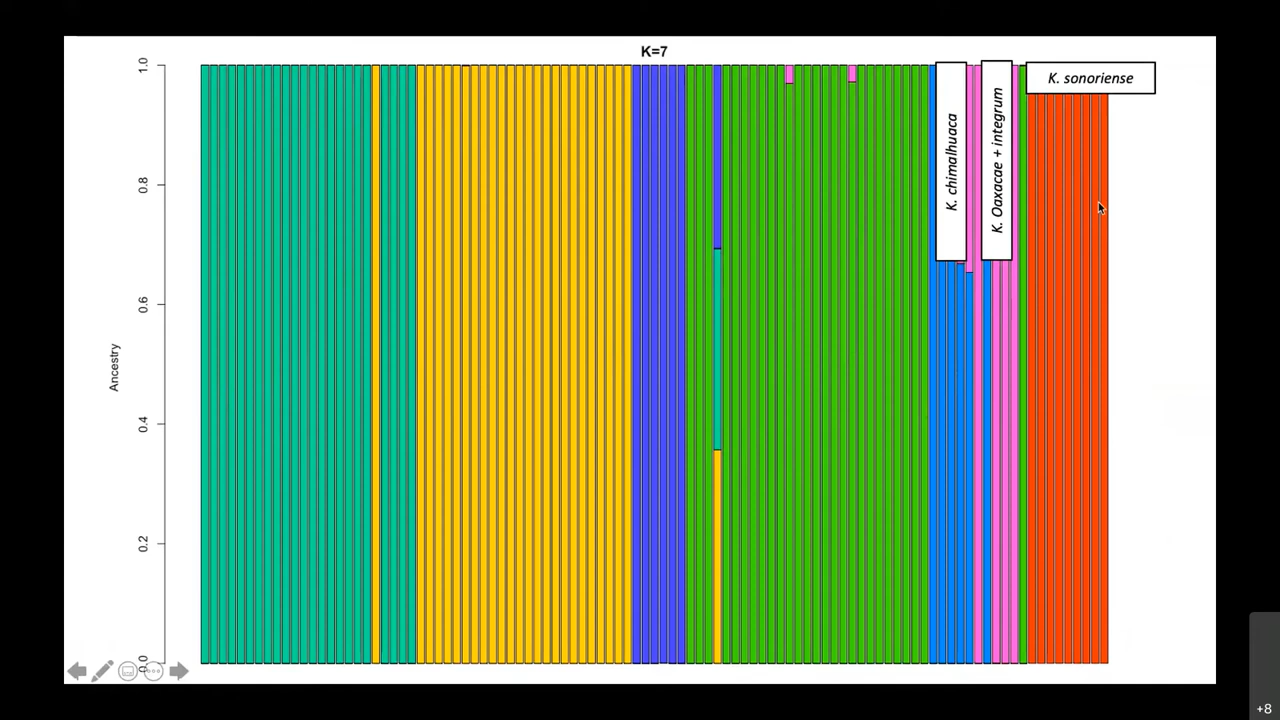 K=7
1.0
0.8
0.6
0.4
0.2
0.0
Ancestry
K. chimalhuaca
K. Oaxacae + integrum
K. sonoriense
+8